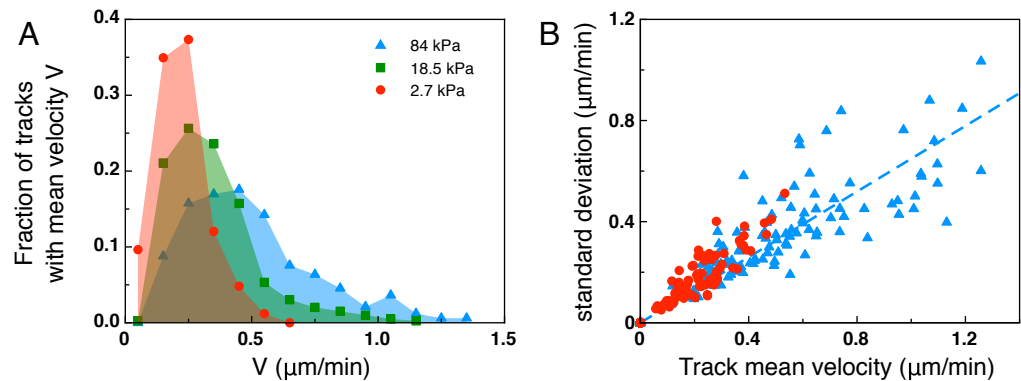 A
Fraction of tracks
with mean velocity V
0.4
0.3
0.2
0.1
0.0
84 kPa
18.5 kPa
2.7 kPa
0
0.5
1.0
1.5
V (µm/min)
B
standard deviation (µm/min)
1.2
0.8
0.4
0
0
0.4
0.8
1.2
Track mean velocity (µm/min)